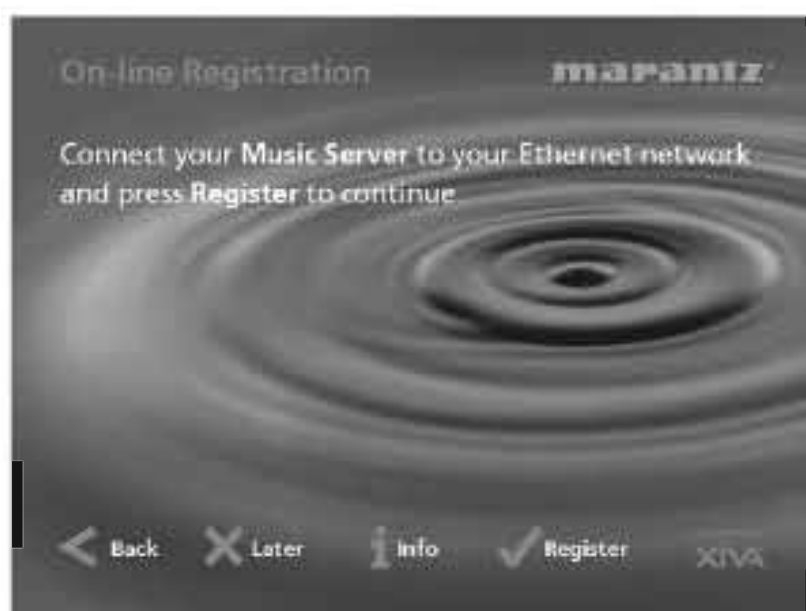 On-line Registration
marantz
Connect your Music Server to your Ethernet network
and press Register to continue
Back
Later
i Info
Register
XIVA